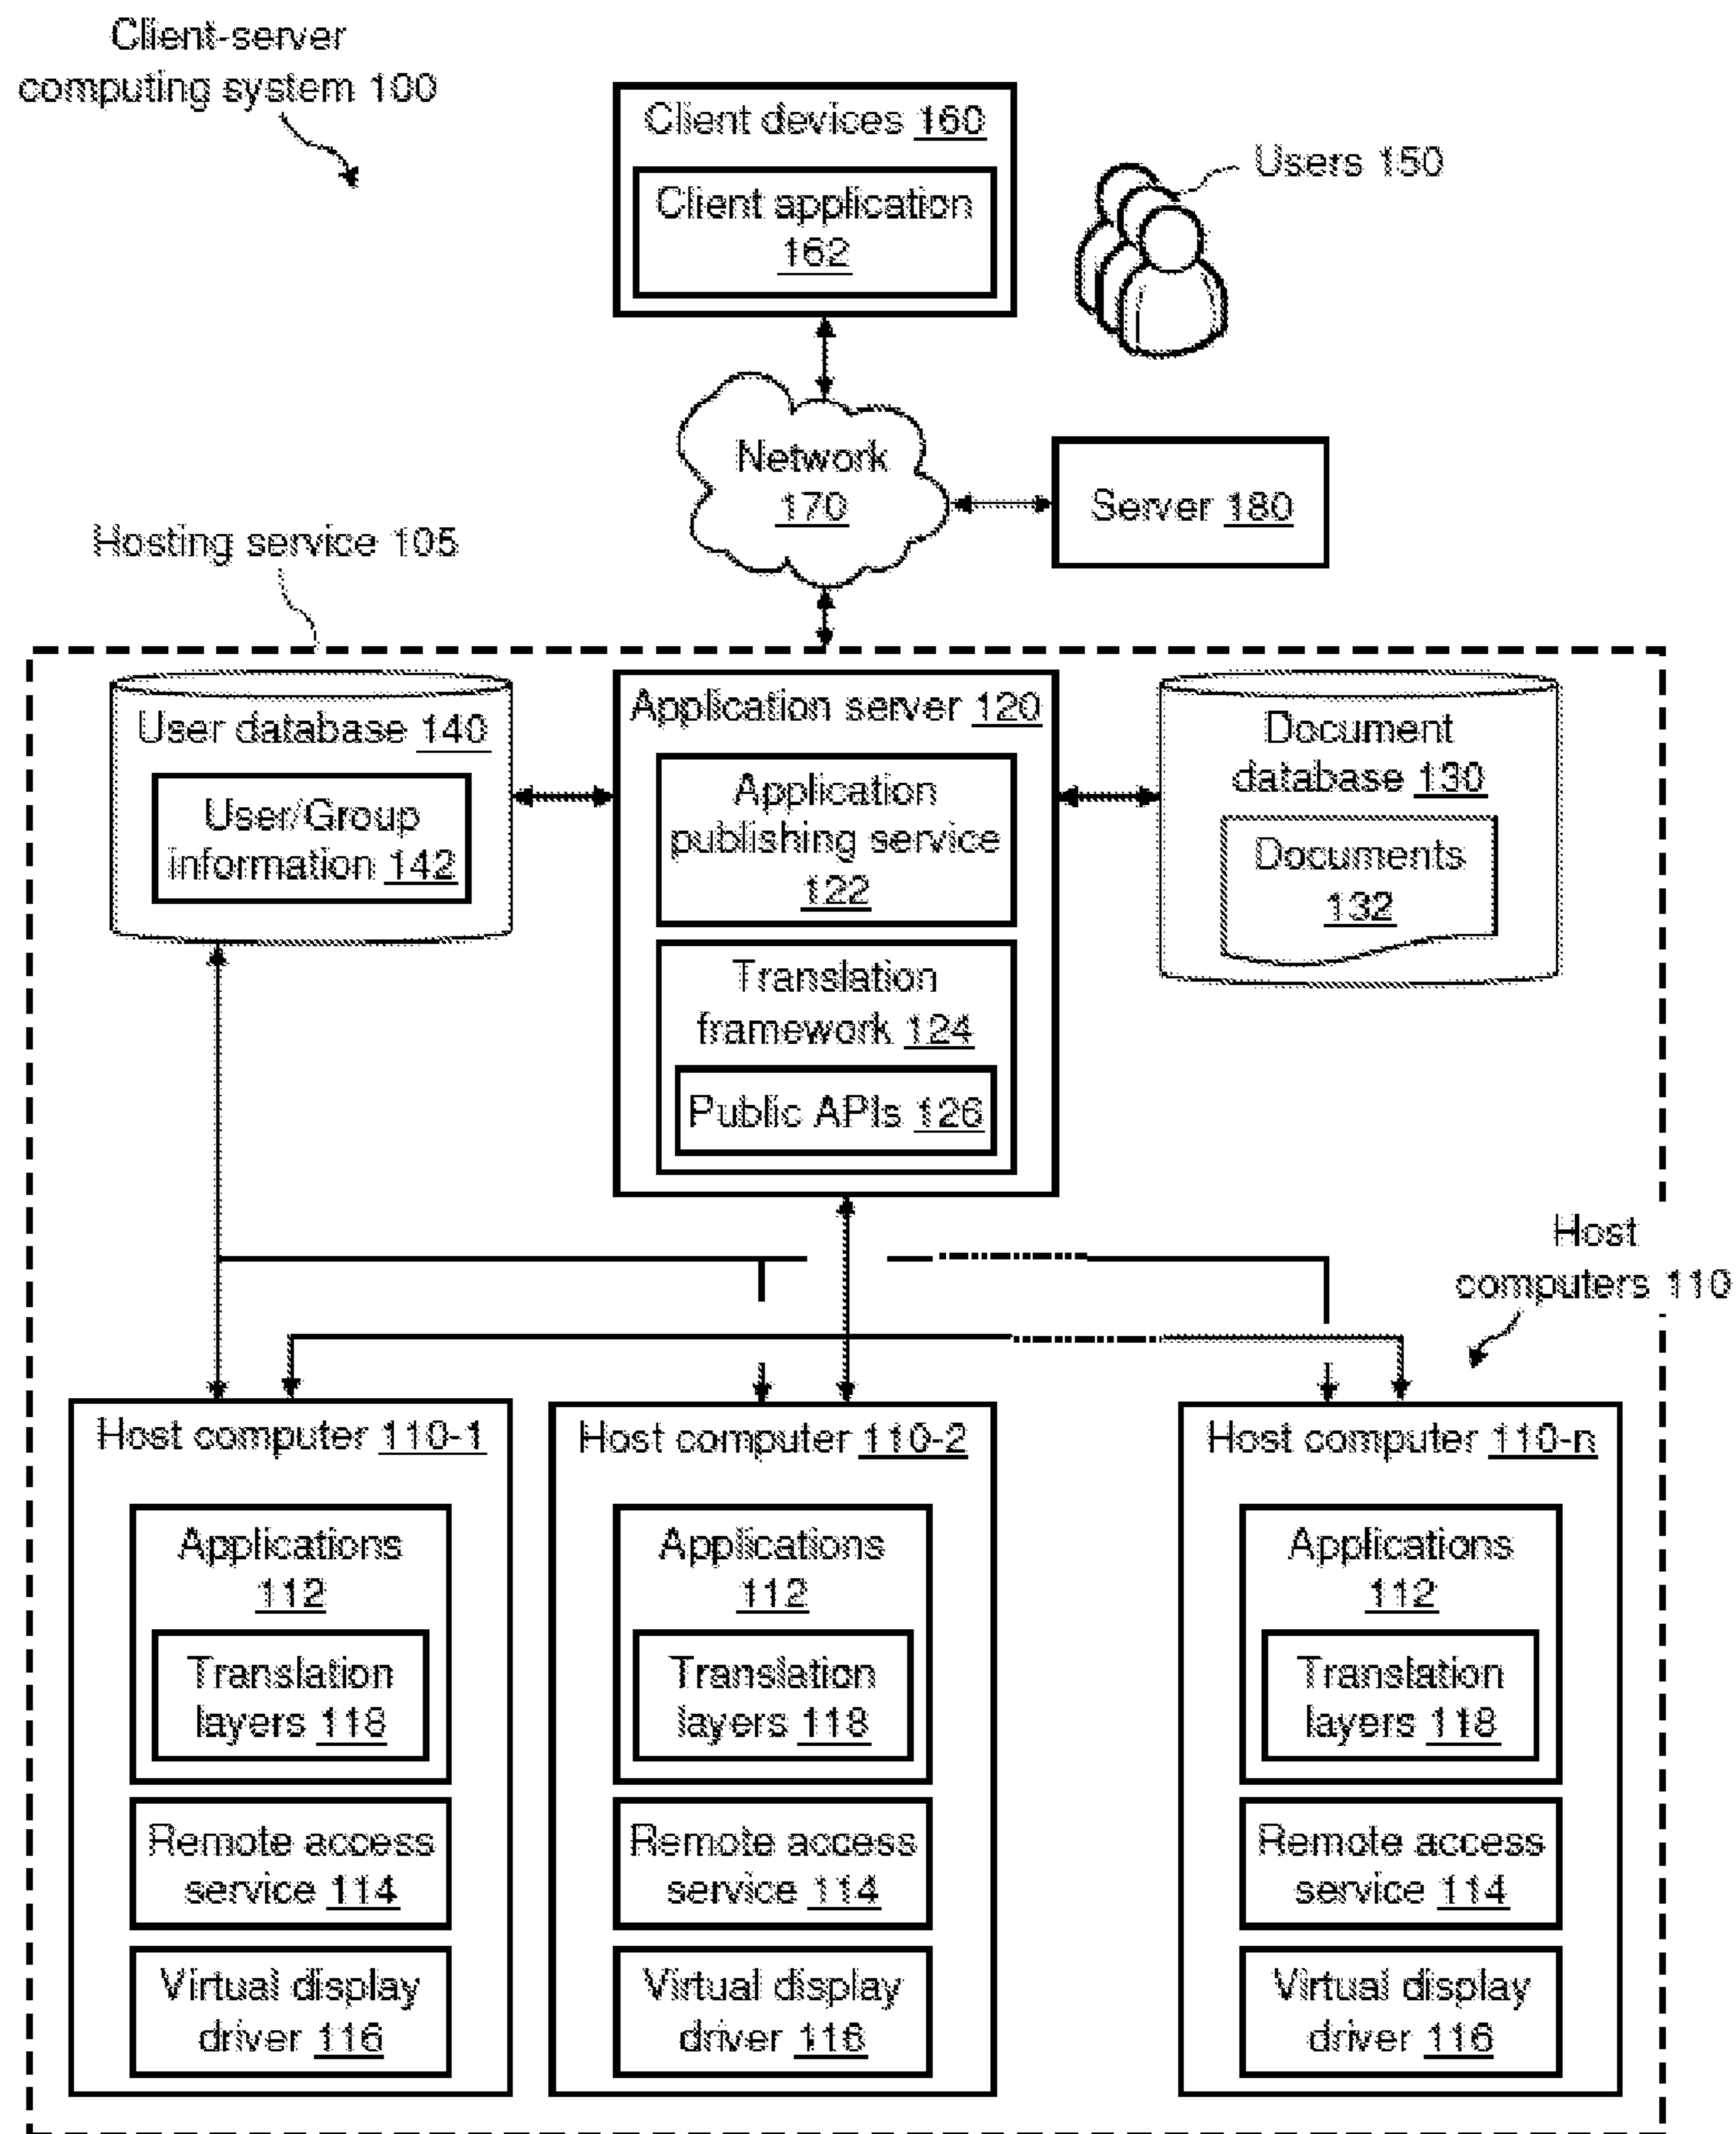 Client-server
computing system 100
Client devices 160
Client application
162
Users 150
Network
170
Server 180
Hosting service 105
User database 140
User/Group
information 142
Application server 120
Application
publishing service
122
Translation
framework 124
Public APIs 126
Document
database 130
Documents
132
Host
computers 110
Host computer 110-1
Applications
112
Translation
layers 118
Remote access
service 114
Virtual display
driver 116
Host computer 110-2
Applications
112
Translation
layers 118
Remote access
service 114
Virtual display
driver 116
Host computer 110-n
Applications
112
Translation
layers 118
Remote access
service 114
Virtual display
driver 116